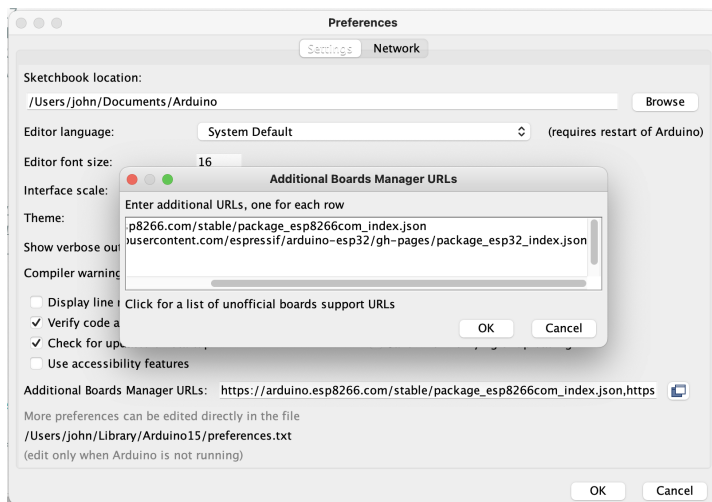 Preferences
Settings Network
Sketchbook location:
/Users/john/Documents/Arduino Browse
Editor language: System Default (requires restart of Arduino)
Editor font size: 16
Interface scale:
Theme:
Show verbose out
Compiler warning
Display line
Verify code a
Check for upd
Use accessibility features
Additional Boards Manager URLs
Enter additional URLs, one for each row
p8266.com/stable/package_esp8266com_index.json
usercontent.com/espressif/arduino-esp32/gh-pages/package_esp32_index.json
Click for a list of unofficial boards support URLs
OK Cancel
Additional Boards Manager URLs: https://arduino.esp8266.com/stable/package_esp8266com_index.json,https
More preferences can be edited directly in the file
/Users/john/Library/Arduino15/preferences.txt
(edit only when Arduino is not running)
OK Cancel